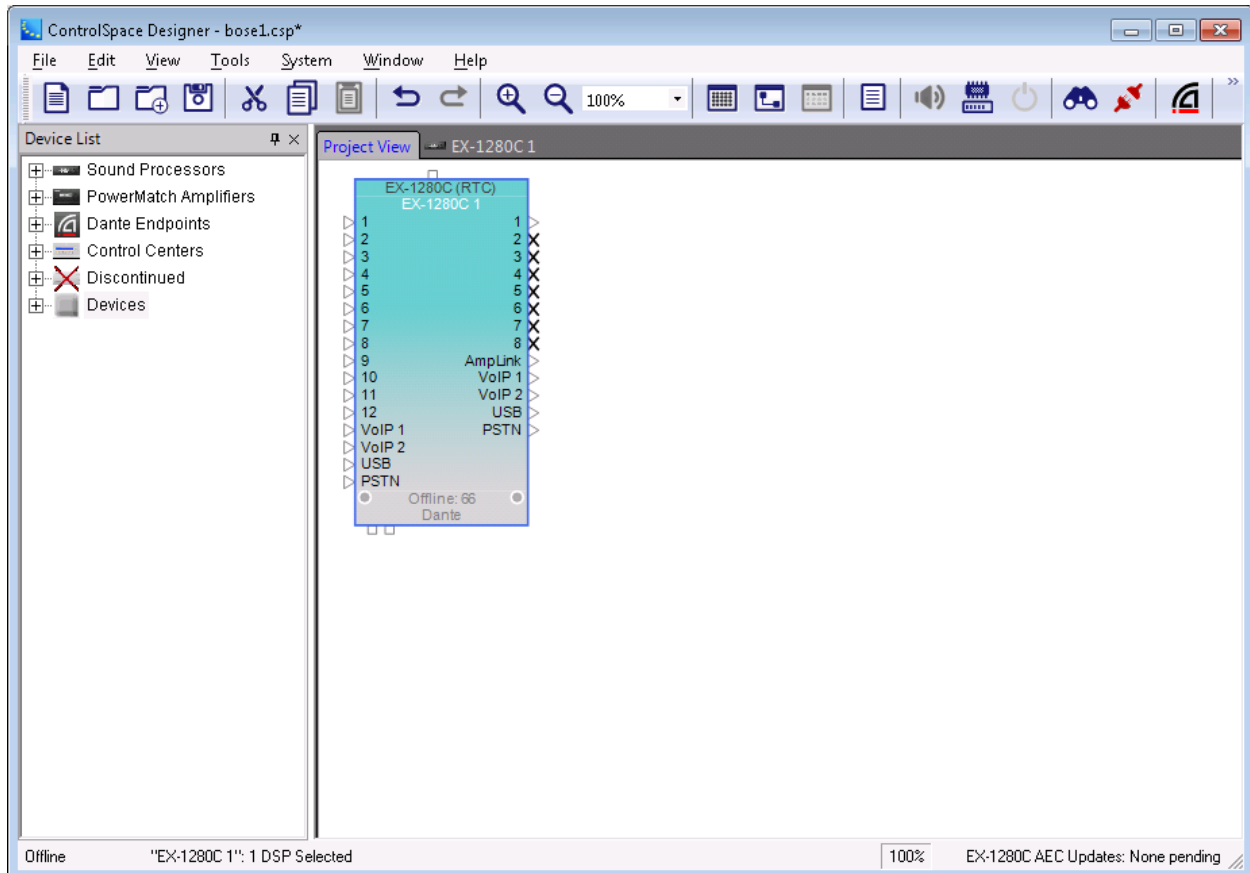 ControlSpace Designer - bose1.csp*
File Edit View Tools System Window Help
100%
Device List
Project View EX-1280C 1
Sound Processors
PowerMatch Amplifiers
Dante Endpoints
Control Centers
Discontinued
Devices
EX-1280C (RTC)
EX-1280C 1
1 1
2 2
3 3
4 4
5 5
6 6
7 7
8 8
9 AmpLink
10 VoIP 1
11 VoIP 2
12 USB
VoIP 1 PSTN
VoIP 2
USB
PSTN
Offline: 66
Dante
Offline "EX-1280C 1": 1 DSP Selected 100% EX-1280C AEC Updates: None pending